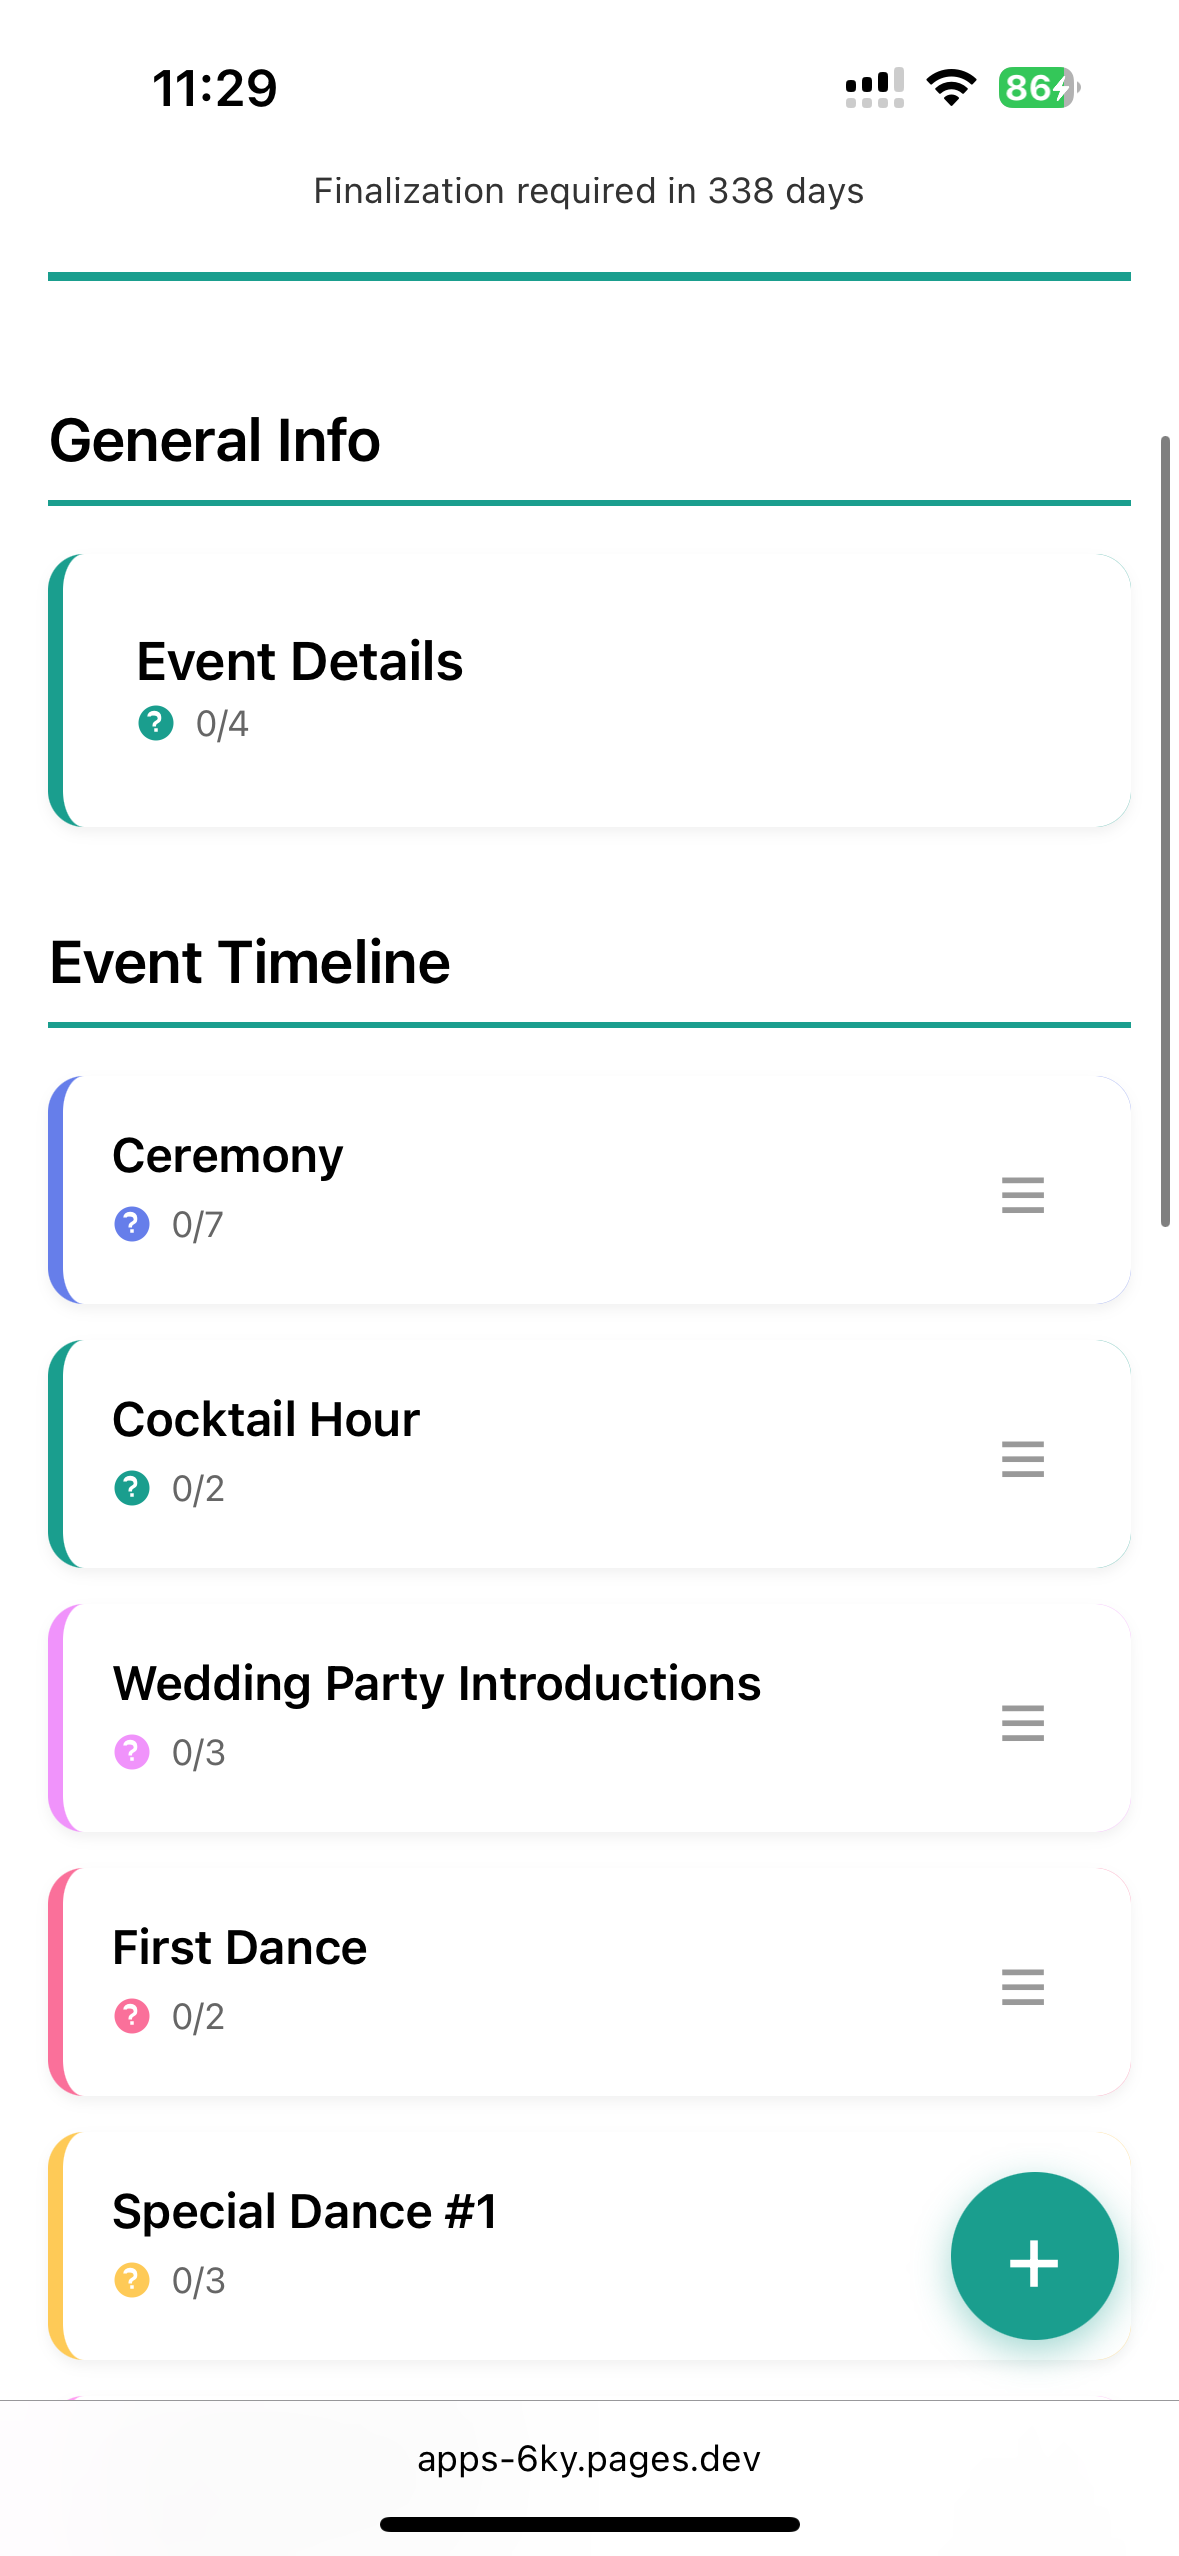 11:29
86
Finalization required in 338 days
General Info
Event Details
? 0/4
Event Timeline
Ceremony
? 0/7
Cocktail Hour
? 0/2
Wedding Party Introductions
? 0/3
First Dance
? 0/2
Special Dance #1
? 0/3
+
apps-6ky.pages.dev